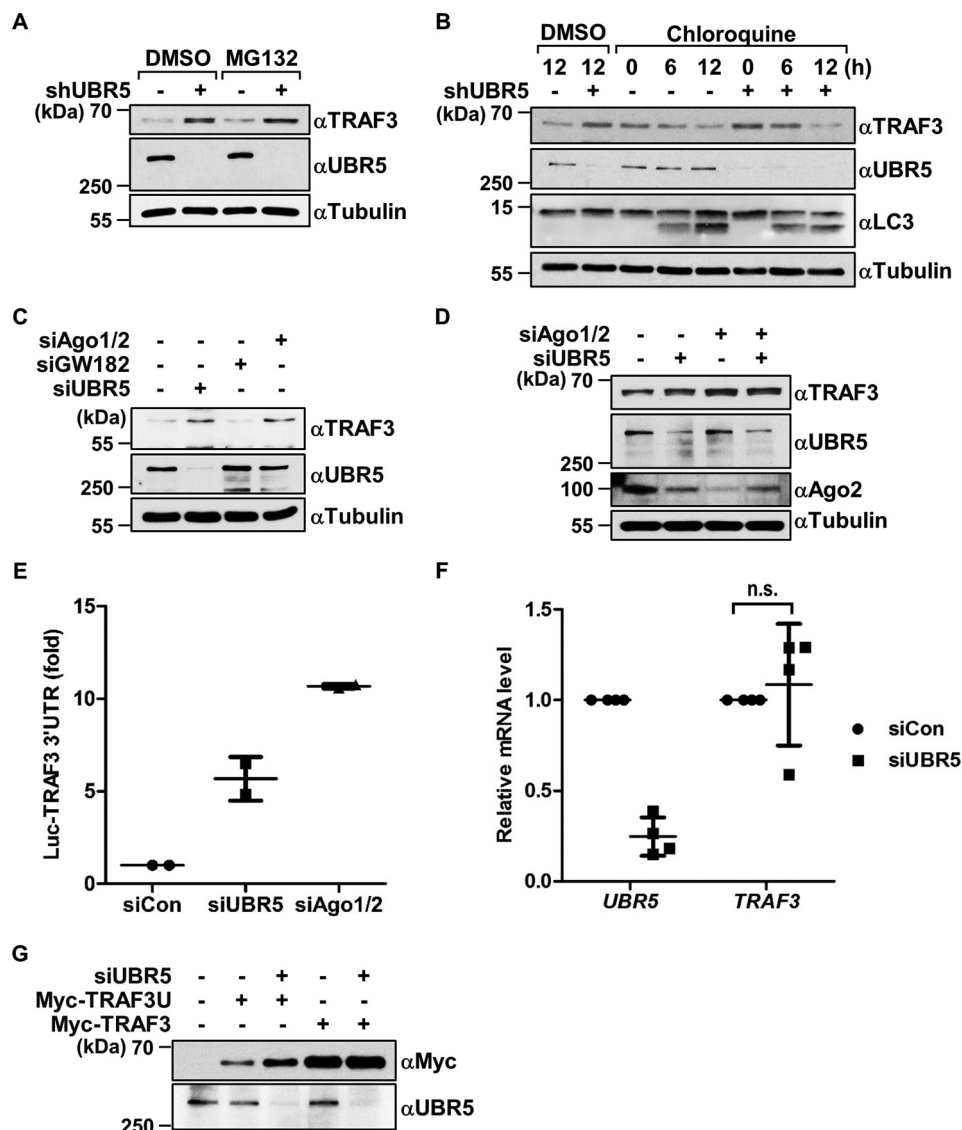 A
DMSO MG132
shUBR5 - + - +
(kDa) 70
αTRAF3
αUBR5
250
αTubulin
55
B
DMSO Chloroquine
12 12 0 6 12 0 6 12 (h)
shUBR5 - + - - - + + +
(kDa) 70
αTRAF3
αUBR5
250
15
αLC3
αTubulin
55
C
siAgo1/2 - - - +
siGW182 - - + -
siUBR5 - + - -
(kDa)
αTRAF3
55
αUBR5
250
αTubulin
55
D
siAgo1/2 - - + +
siUBR5 - + - +
(kDa) 70
αTRAF3
αUBR5
250
100 αAgo2
αTubulin
55
E
Luc-TRAF3 3'UTR (fold)
15
10
5
0
siCon siUBR5 siAgo1/2
F
n.s.
Relative mRNA level
1.5
1.0
0.5
0.0
UBR5 TRAF3
siCon
siUBR5
G
siUBR5 - - + - +
Myc-TRAF3U - + + - -
Myc-TRAF3 - - - + +
(kDa) 70
αMyc
αUBR5
250